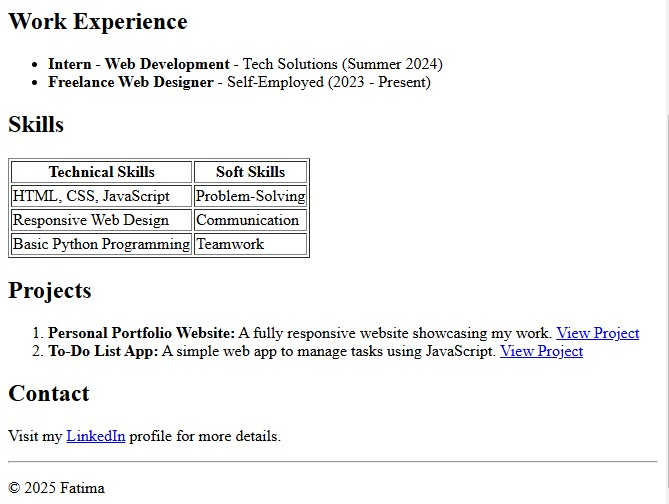 Work Experience
• Intern - Web Development - Tech Solutions (Summer 2024)
• Freelance Web Designer - Self-Employed (2023 - Present)
Skills
Technical Skills Soft Skills
HTML, CSS, JavaScript Problem-Solving
Responsive Web Design Communication
Basic Python Programming Teamwork
Projects
1. Personal Portfolio Website: A fully responsive website showcasing my work. View Project
2. To-Do List App: A simple web app to manage tasks using JavaScript. View Project
Contact
Visit my LinkedIn profile for more details.
© 2025 Fatima